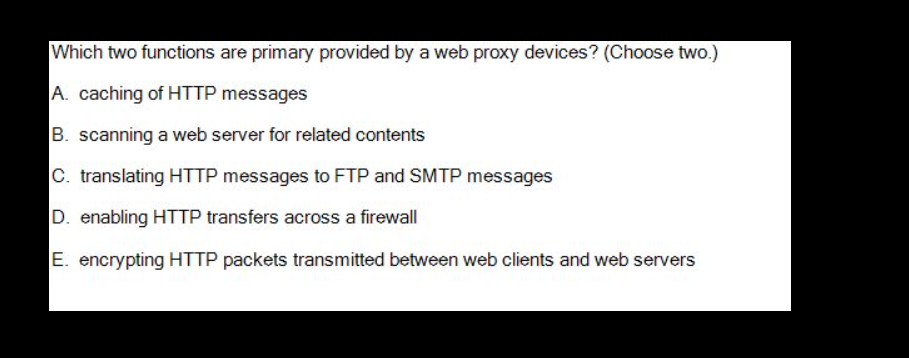 Which two functions are primary provided by a web proxy devices? (Choose two.)
A. caching of HTTP messages
B. scanning a web server for related contents
C. translating HTTP messages to FTP and SMTP messages
D. enabling HTTP transfers across a firewall
E. encrypting HTTP packets transmitted between web clients and web servers